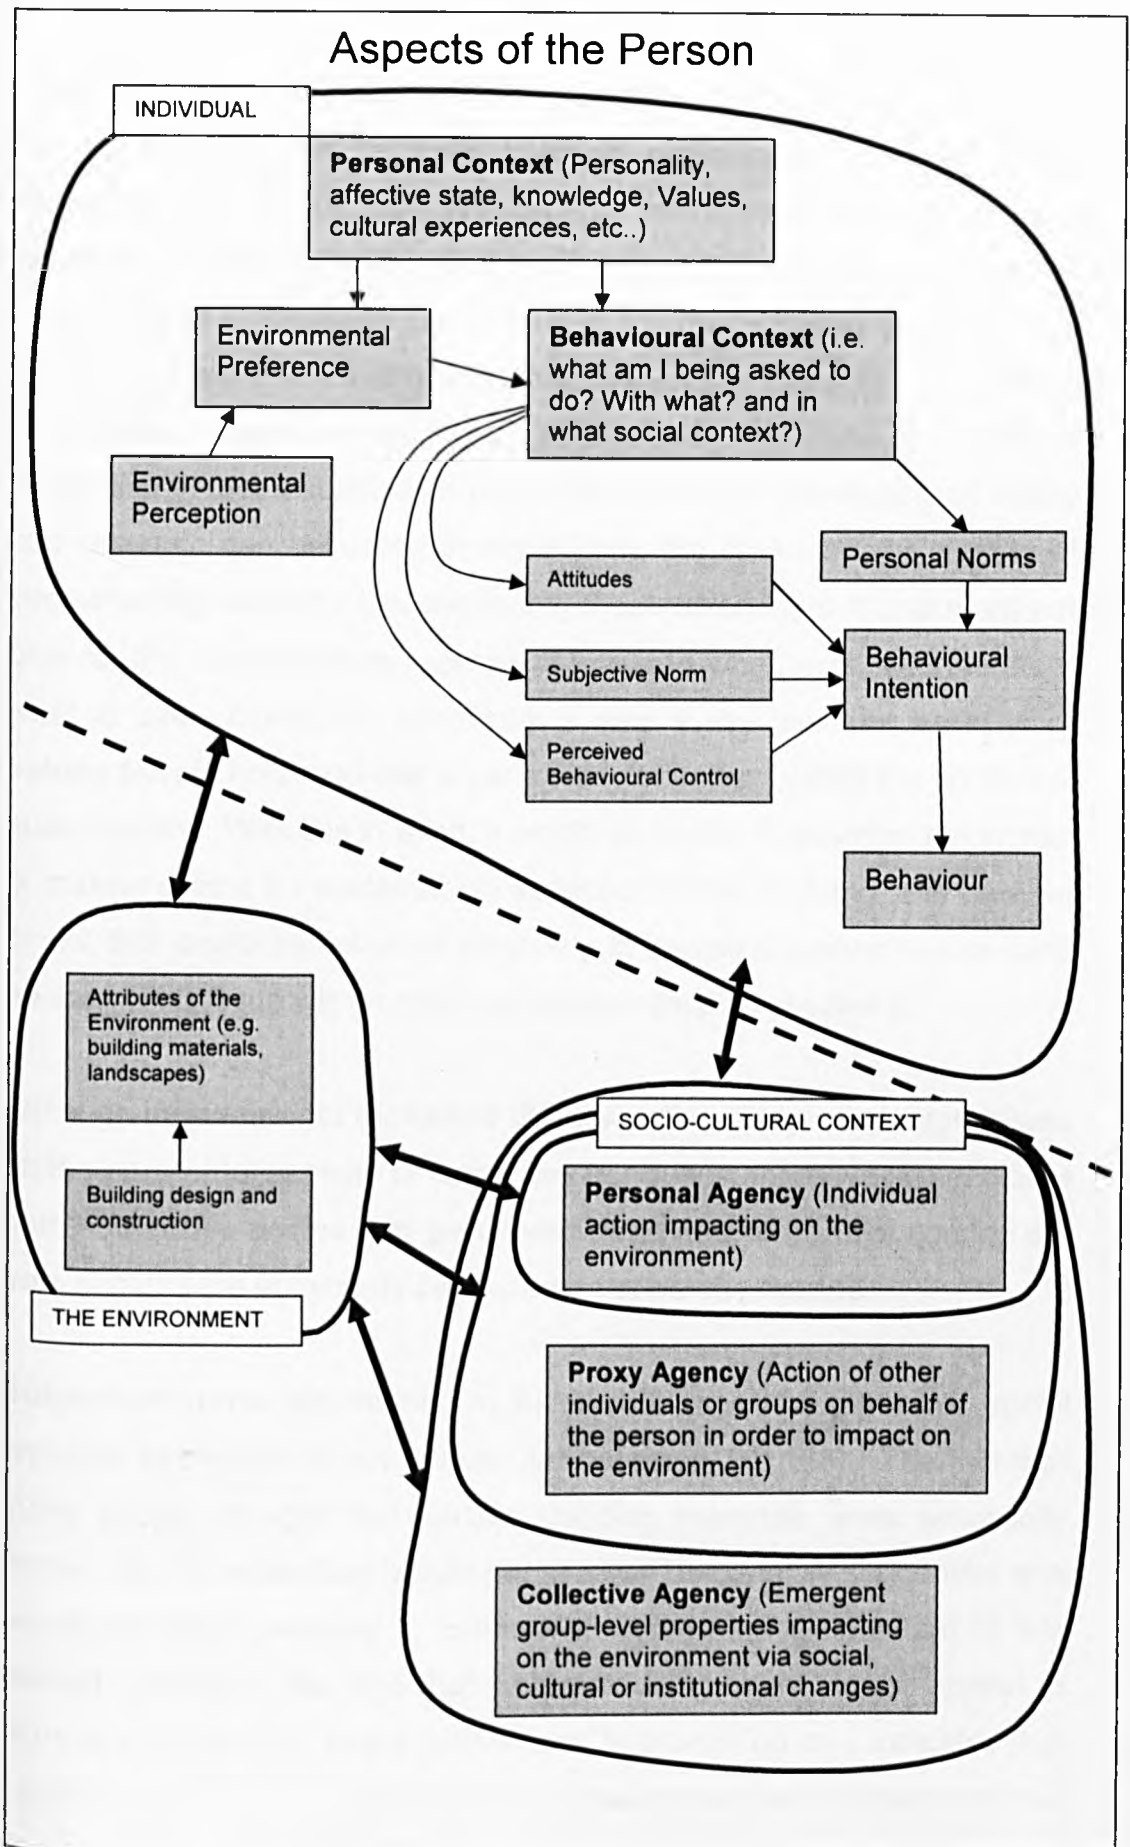 Aspects of the Person
INDIVIDUAL
Personal Context (Personality,
affective state, knowledge, Values,
cultural experiences, etc..)
Environmental
Preference
Behavioural Context (i.e.
what am I being asked to
do? With what? and in
what social context?)
Environmental
Perception
Personal Norms
Attitudes
Behavioural
Intention
Subjective Norm
Perceived
Behavioural Control
Behaviour
Attributes of the
Environment (e.g.
building materials,
landscapes)
Building design and
construction
THE ENVIRONMENT
SOCIO-CULTURAL CONTEXT
Personal Agency (Individual
action impacting on the
environment)
Proxy Agency (Action of other
individuals or groups on behalf of
the person in order to impact on
the environment)
Collective Agency (Emergent
group-level properties impacting
on the environment via social,
cultural or institutional changes)